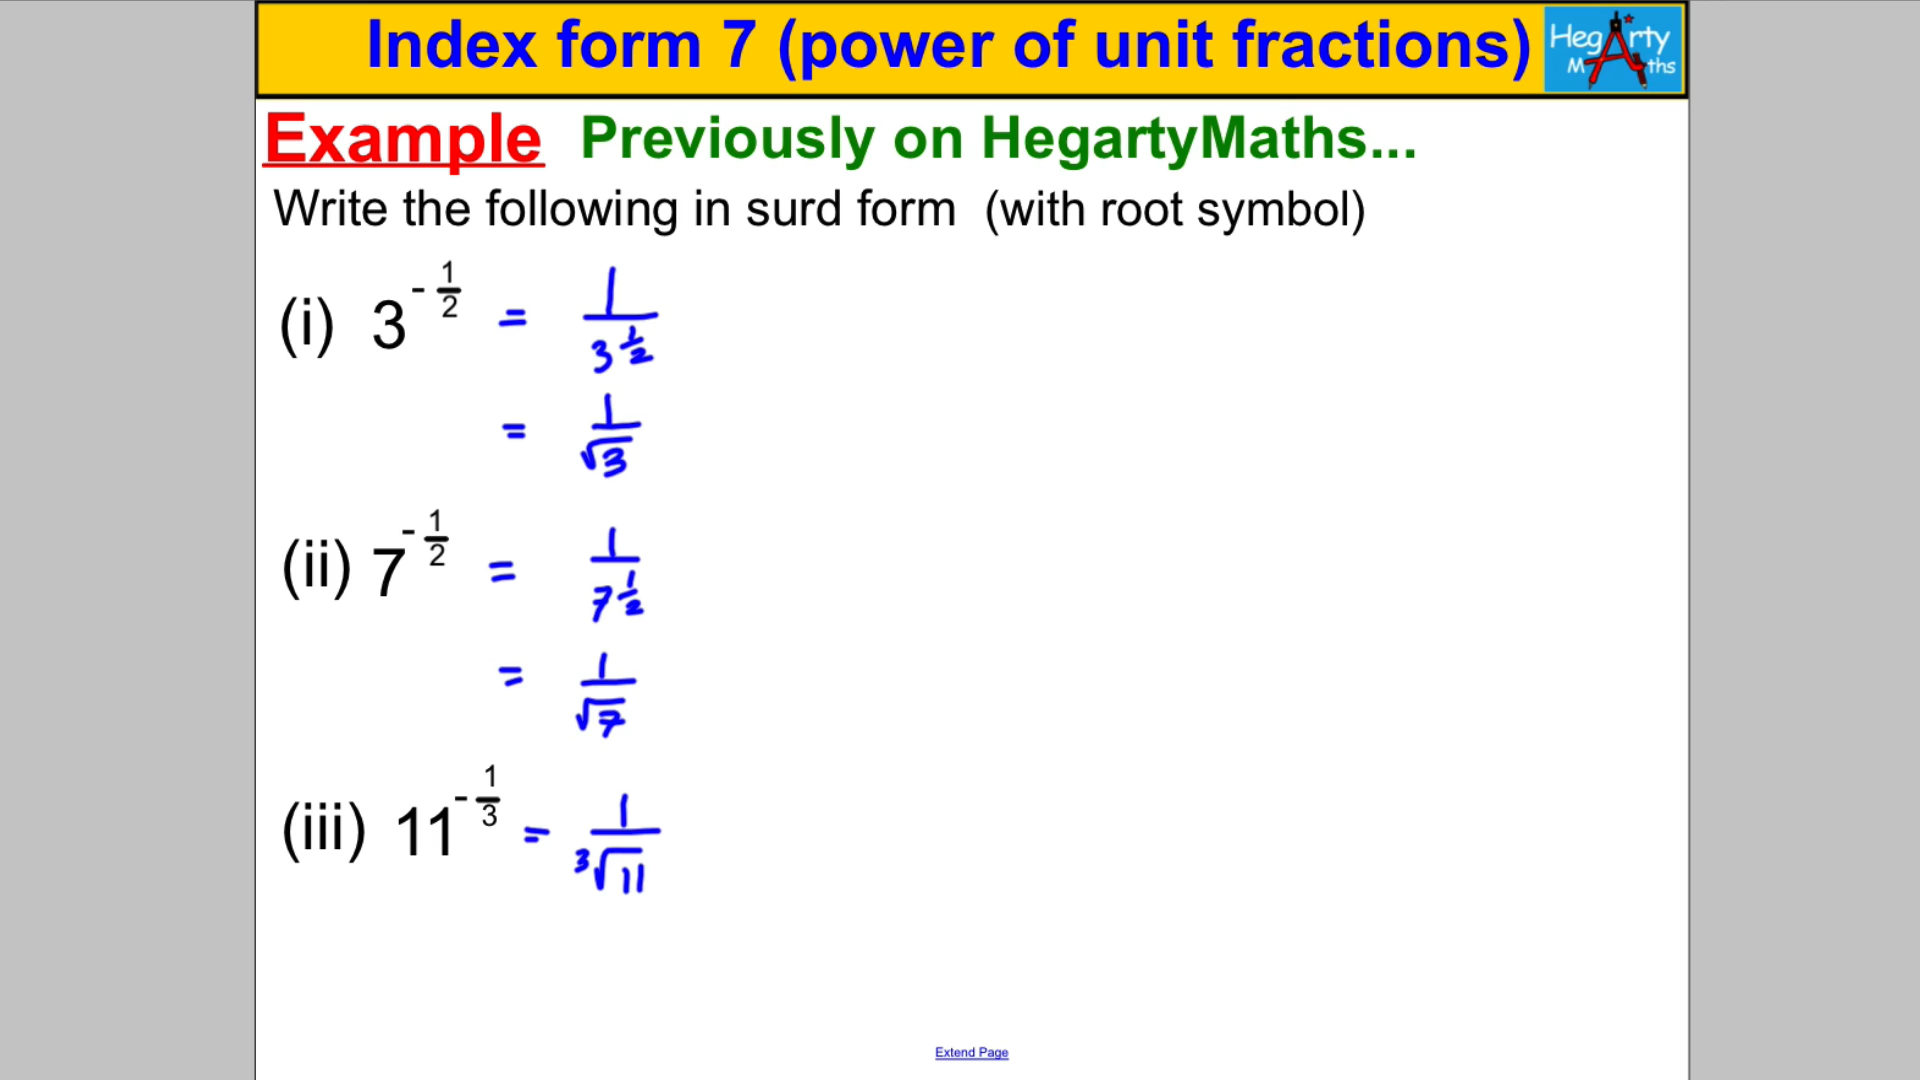 Index form 7 (power of unit fractions)
HegArty
MAths
Example Previously on HegartyMaths...
Write the following in surd form (with root symbol)
(i) 3^(-1/2) = 1/3^(1/2)
= 1/√3
(ii) 7^(-1/2) = 1/7^(1/2)
= 1/√7
(iii) 11^(-1/3) = 1/³√11
Extend Page